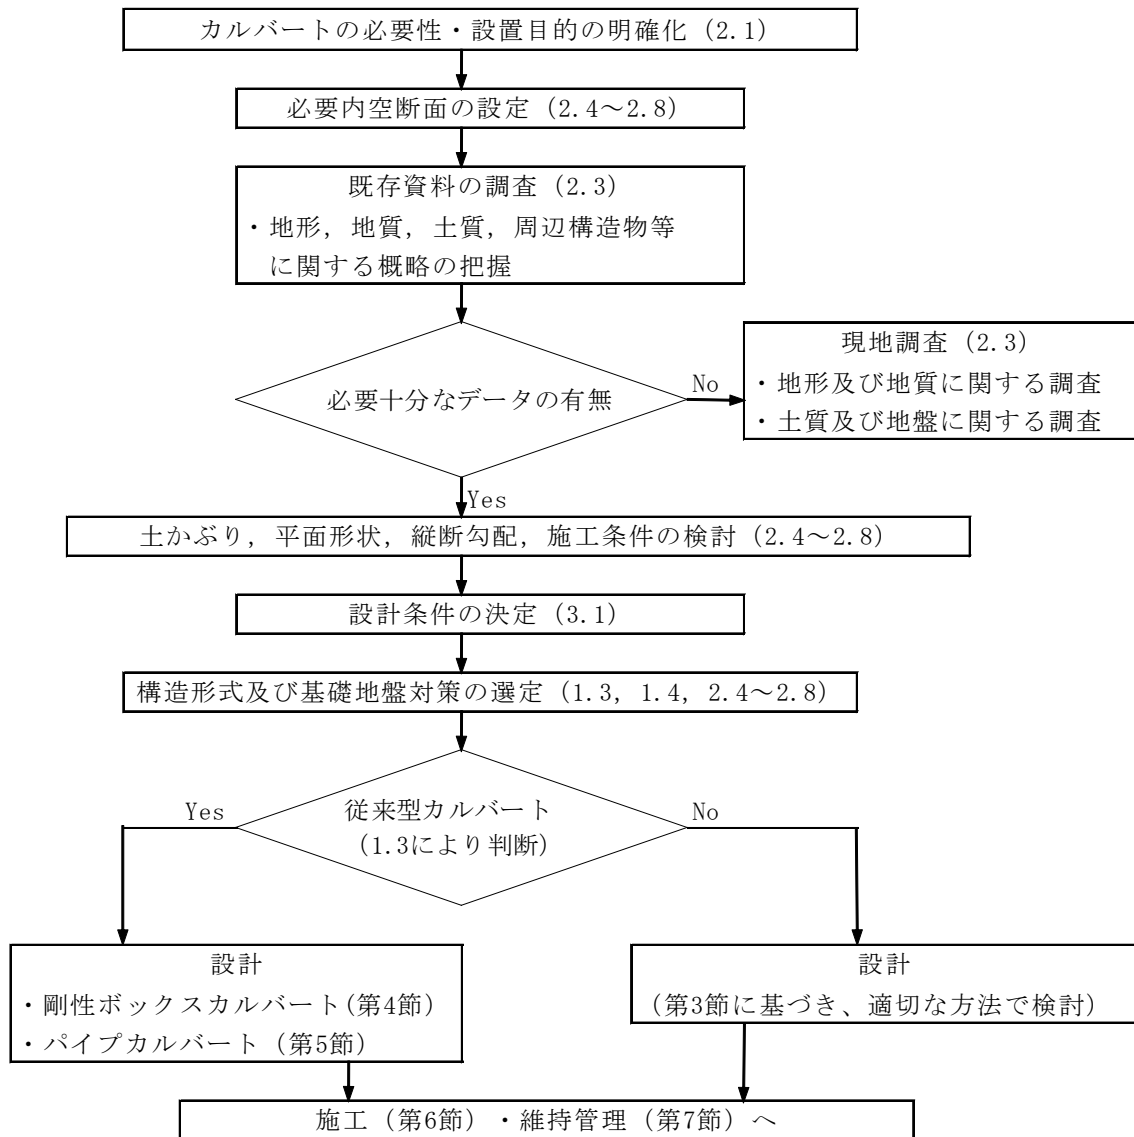 カルバートの必要性・設置目的の明確化（2.1）
必要内空断面の設定（2.4～2.8）
既存資料の調査（2.3）
・地形，地質，土質，周辺構造物等
に関する概略の把握
必要十分なデータの有無
No
現地調査（2.3）
・地形及び地質に関する調査
・土質及び地盤に関する調査
Yes
土かぶり，平面形状，縦断勾配，施工条件の検討（2.4～2.8）
設計条件の決定（3.1）
構造形式及び基礎地盤対策の選定（1.3, 1.4, 2.4～2.8）
従来型カルバート
（1.3により判断）
Yes
No
設計
・剛性ボックスカルバート（第4節）
・パイプカルバート（第5節）
設計
（第3節に基づき、適切な方法で検討）
施工（第6節）・維持管理（第7節）へ